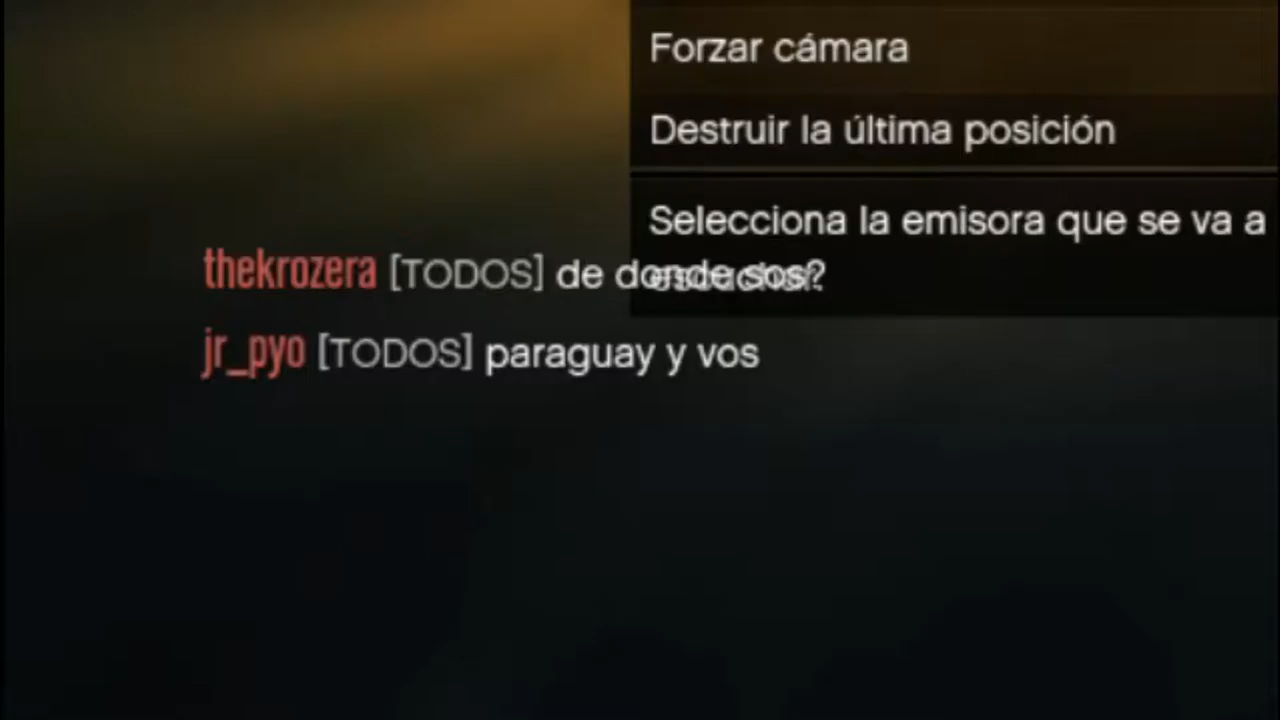 Forzar cámara
Destruir la última posición
Selecciona la emisora que se va a
escuchar.
thekrozera [TODOS] de donde sos?
jr_pyo [TODOS] paraguay y vos